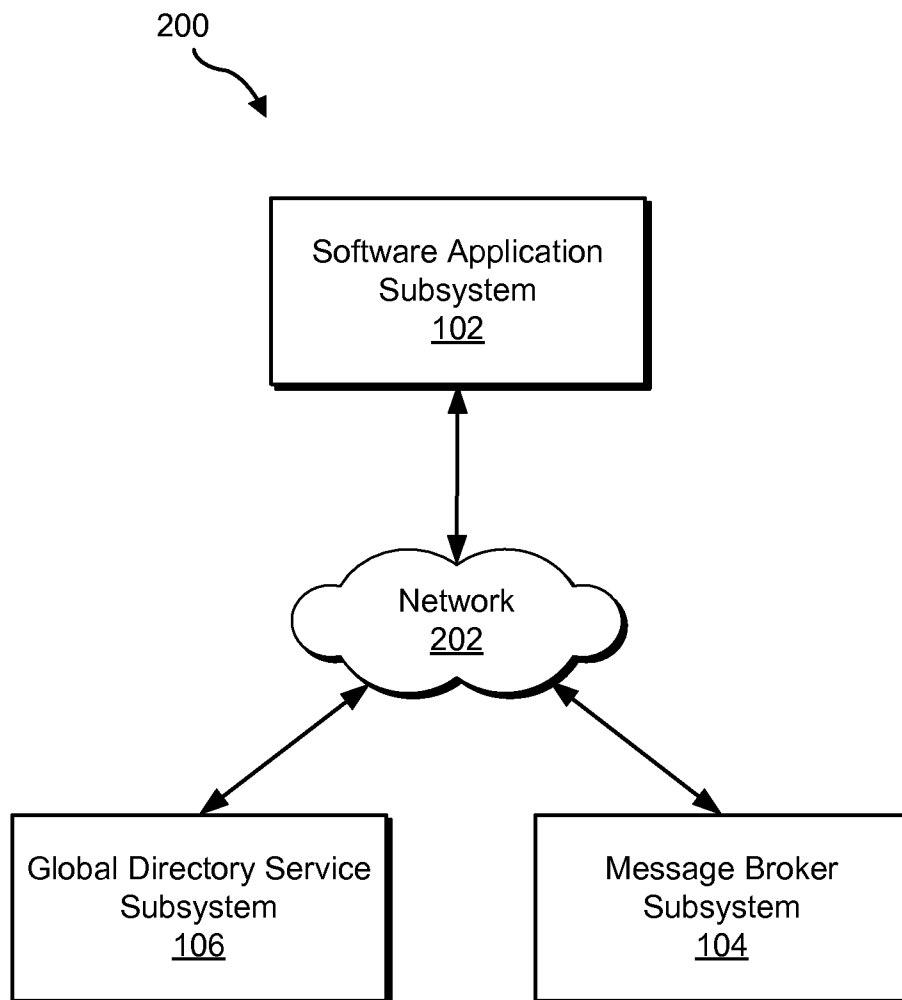 200
Software Application
Subsystem
102
Network
202
Global Directory Service
Subsystem
106
Message Broker
Subsystem
104